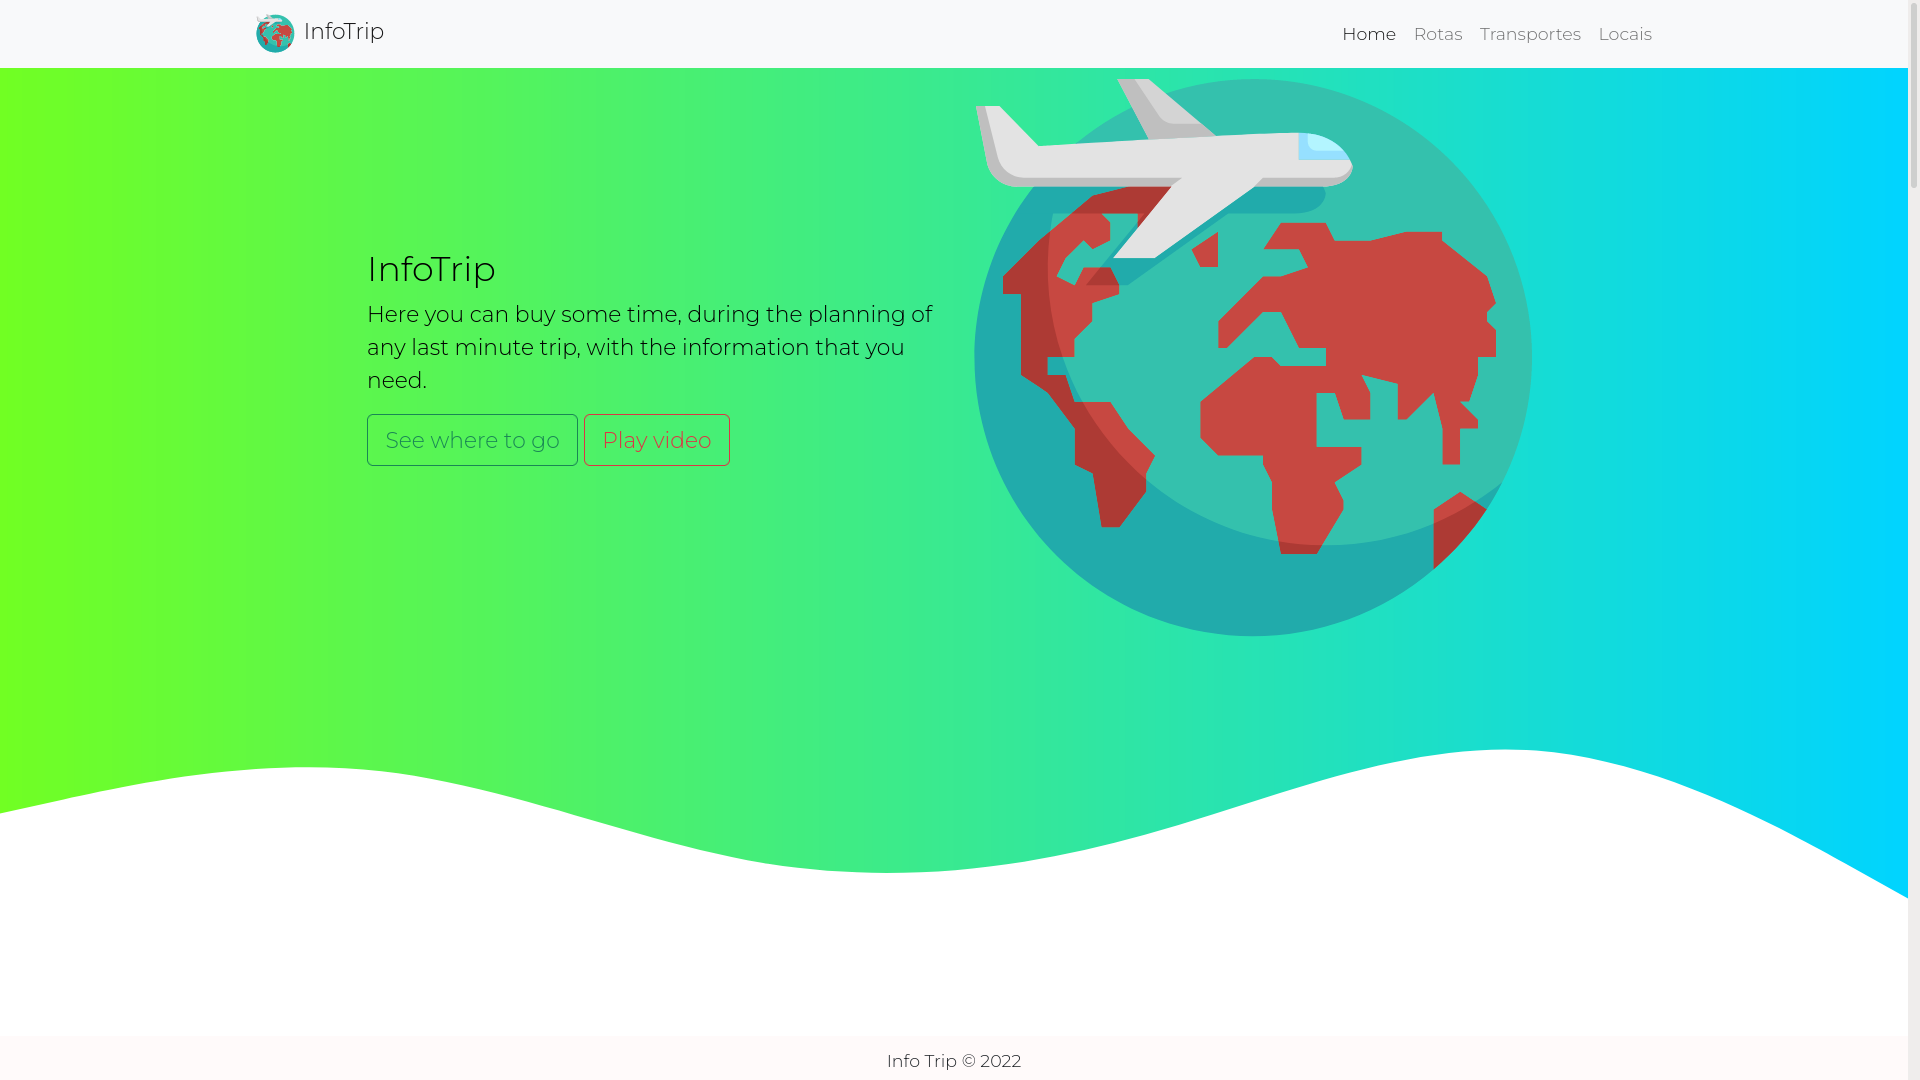 InfoTrip
Home Rotas Transportes Locais
InfoTrip
Here you can buy some time, during the planning of
any last minute trip, with the information that you
need.
See where to go Play video
Info Trip © 2022